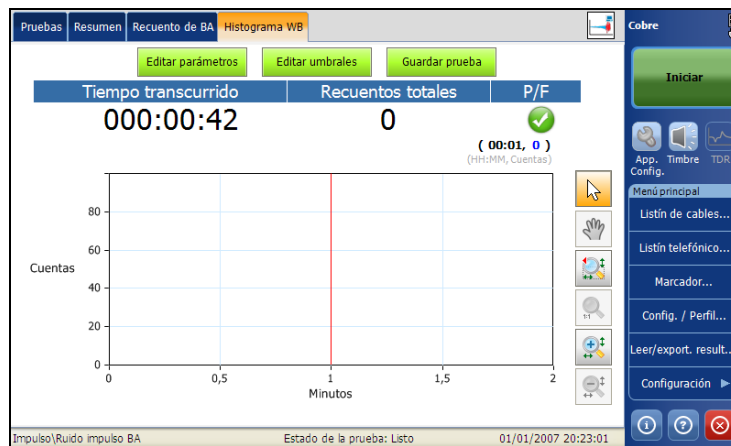 Pruebas Resumen Recuento de BA Histograma WB
Cobre
Editar parámetros Editar umbrales Guardar prueba
Iniciar
Tiempo transcurrido Recuentos totales P/F
000:00:42 0
( 00:01, 0 )
(HH:MM, Cuentas)
App. Config. Timbre TDR
Menú principal
Listín de cables...
Listín telefónico...
Marcador...
Config. / Perfil...
Leer/export. result..
Configuración
80
60
Cuentas
40
20
0
0 0,5 1 1,5 2
Minutos
1:1
Impulso\Ruido impulso BA Estado de la prueba: Listo 01/01/2007 20:23:01